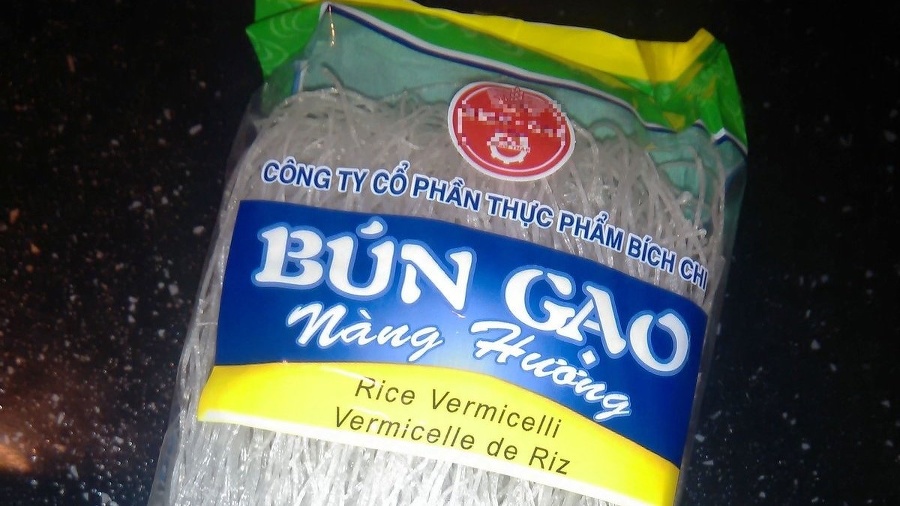 CÔNG TY CỔ PHẦN THỰC PHẨM BÍCH CHI
BÚN GẠO
Nàng Hương
Rice Vermicelli
Vermicelle de Riz